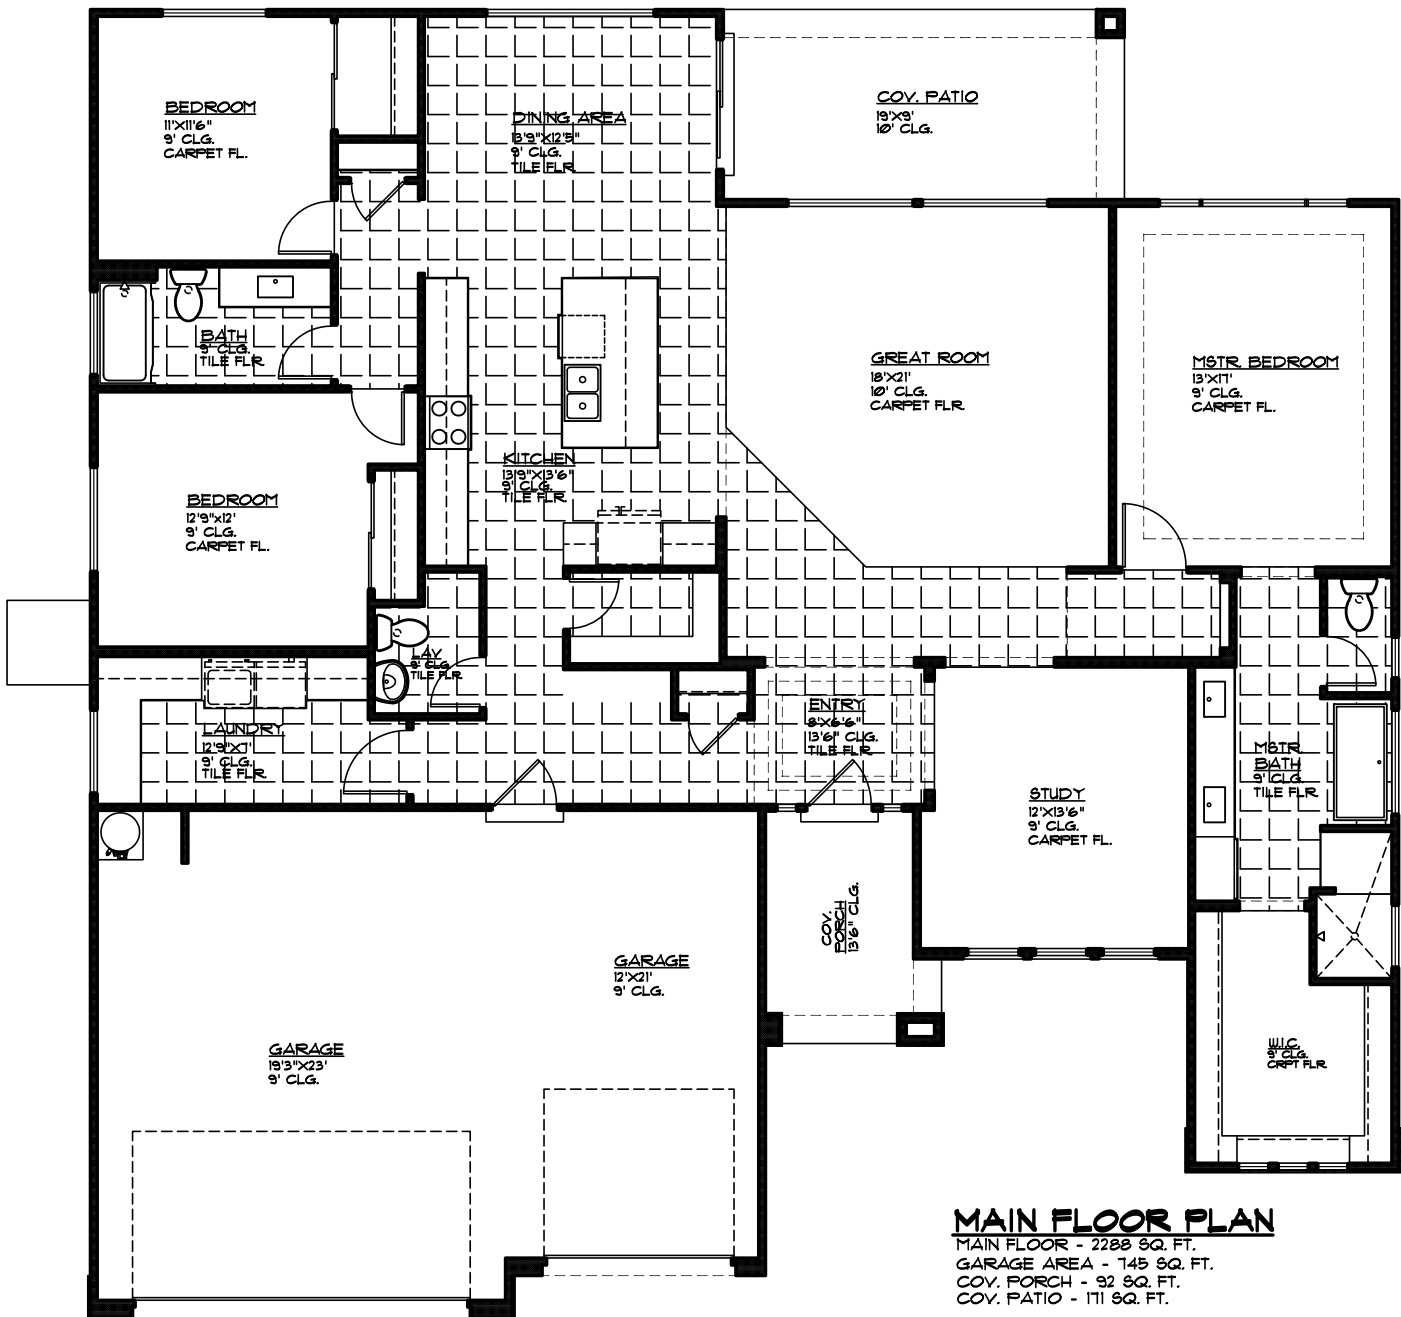 BEDROOM
11'X11'6"
9' CLG.
CARPET FL.
DINING AREA
13'9"X12'5"
9' CLG.
TILE FLR.
COV. PATIO
19'X9'
10' CLG.
BATH
9' CLG.
TILE FLR.
GREAT ROOM
18'X21'
10' CLG.
CARPET FLR.
MSTR. BEDROOM
13'X17'
9' CLG.
CARPET FL.
KITCHEN
13'9"X13'6"
9' CLG.
TILE FLR.
BEDROOM
12'9"X12'
9' CLG.
CARPET FL.
LAV
9' CLG.
TILE FLR.
LAUNDRY
12'9"X7'
9' CLG.
TILE FLR.
ENTRY
8'X6'6"
13'6" CLG.
TILE FLR.
MSTR.
BATH
9' CLG.
TILE FLR.
STUDY
12'X13'6"
9' CLG.
CARPET FL.
COV.
PORCH
13'6" CLG.
GARAGE
12'X21'
9' CLG.
GARAGE
19'3"X23'
9' CLG.
W.I.C.
9' CLG.
CRPT FLR.
MAIN FLOOR PLAN
MAIN FLOOR - 2288 SQ. FT.
GARAGE AREA - 745 SQ. FT.
COV. PORCH - 92 SQ. FT.
COV. PATIO - 171 SQ. FT.